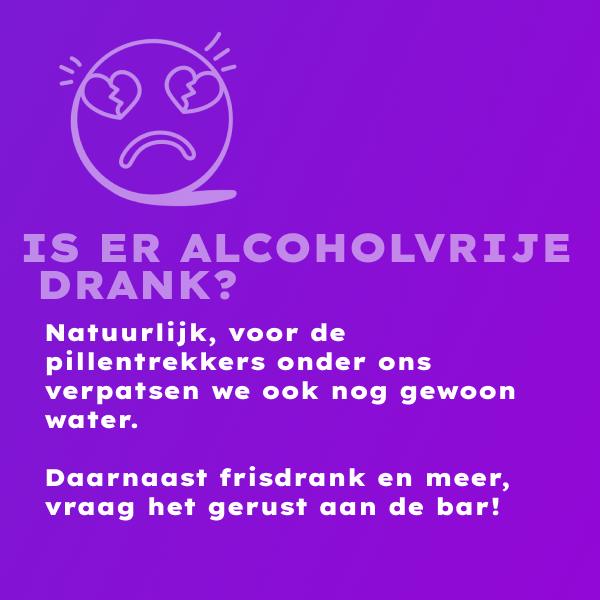 IS ER ALCOHOLVRIJE
DRANK?
Natuurlijk, voor de
pillentrekkers onder ons
verpatsen we ook nog gewoon
water.
Daarnaast frisdrank en meer,
vraag het gerust aan de bar!